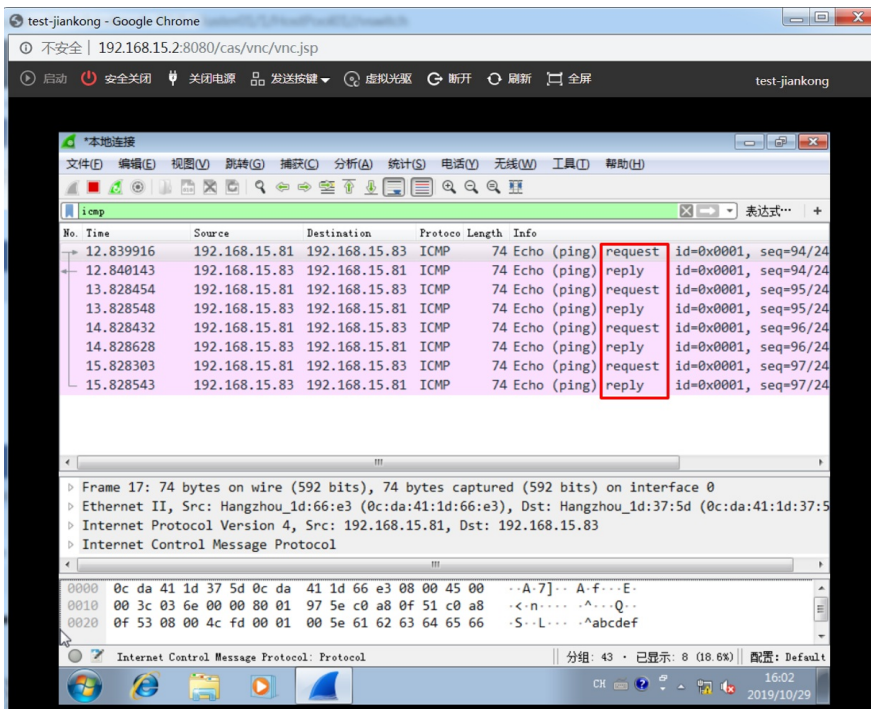 test-jiankong - Google Chrome
不安全 | 192.168.15.2:8080/cas/vnc/vnc.jsp
启动 安全关闭 关闭电源 发送按键 虚拟光驱 断开 刷新 全屏 test-jiankong
*本地连接
文件(F) 编辑(E) 视图(V) 跳转(G) 捕获(C) 分析(A) 统计(S) 电话(Y) 无线(W) 工具(T) 帮助(H)
icmp 表达式… +
No. Time Source Destination Protoco Length Info
12.839916 192.168.15.81 192.168.15.83 ICMP 74 Echo (ping) request id=0x0001, seq=94/24
12.840143 192.168.15.83 192.168.15.81 ICMP 74 Echo (ping) reply id=0x0001, seq=94/24
13.828454 192.168.15.81 192.168.15.83 ICMP 74 Echo (ping) request id=0x0001, seq=95/24
13.828548 192.168.15.83 192.168.15.81 ICMP 74 Echo (ping) reply id=0x0001, seq=95/24
14.828432 192.168.15.81 192.168.15.83 ICMP 74 Echo (ping) request id=0x0001, seq=96/24
14.828628 192.168.15.83 192.168.15.81 ICMP 74 Echo (ping) reply id=0x0001, seq=96/24
15.828303 192.168.15.81 192.168.15.83 ICMP 74 Echo (ping) request id=0x0001, seq=97/24
15.828543 192.168.15.83 192.168.15.81 ICMP 74 Echo (ping) reply id=0x0001, seq=97/24
Frame 17: 74 bytes on wire (592 bits), 74 bytes captured (592 bits) on interface 0
Ethernet II, Src: Hangzhou_1d:66:e3 (0c:da:41:1d:66:e3), Dst: Hangzhou_1d:37:5d (0c:da:41:1d:37:5
Internet Protocol Version 4, Src: 192.168.15.81, Dst: 192.168.15.83
Internet Control Message Protocol
0000 0c da 41 1d 37 5d 0c da 41 1d 66 e3 08 00 45 00 ··A·7]·· A·f···E·
0010 00 3c 03 6e 00 00 80 01 97 5e c0 a8 0f 51 c0 a8 ·<·n···· ·^···Q··
0020 0f 53 08 00 4c fd 00 01 00 5e 61 62 63 64 65 66 ·S··L··· ·^abcdef
Internet Control Message Protocol: Protocol 分组: 43 · 已显示: 8 (18.6%) 配置: Default
CH 16:02
2019/10/29